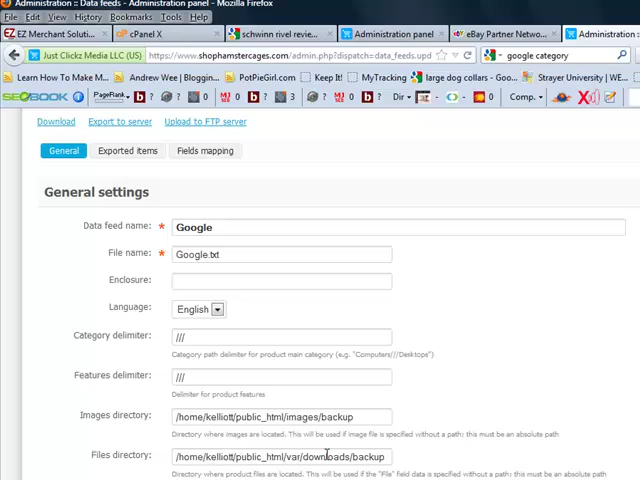 Administration :: Data feeds - Administration panel - Mozilla Firefox
File Edit View History Bookmarks Tools Help
EZ Merchant Solution... × cPanel X × schwinn rivel revie... × Administration panel × eBay Partner Networ... × Administration ::
Just Clickz Media LLC (US) https://www.shophamstercages.com/admin.php?dispatch=data_feeds.upd google category
Learn How To Make M... Andrew Wee | Bloggin... PotPieGirl.com Keep It! MyTracking large dog collars - Go... Strayer University | E...
SEOBOOK PageRank ? ? 0 0 ? Dir 0 Comp.
Download Export to server Upload to FTP server
General Exported items Fields mapping
General settings
Data feed name: * Google
File name: * Google.txt
Enclosure:
Language: English
Category delimiter: ///
Category path delimiter for product main category (e.g. "Computers///Desktops")
Features delimiter: ///
Delimiter for product features
Images directory: /home/kelliott/public_html/images/backup
Directory where images are located. This will be used if image file is specified without a path; this must be an absolute path
Files directory: /home/kelliott/public_html/var/downloads/backup
Directory where product files are located. This will be used if the "File" field data is specified without a path; this must be an absolute path